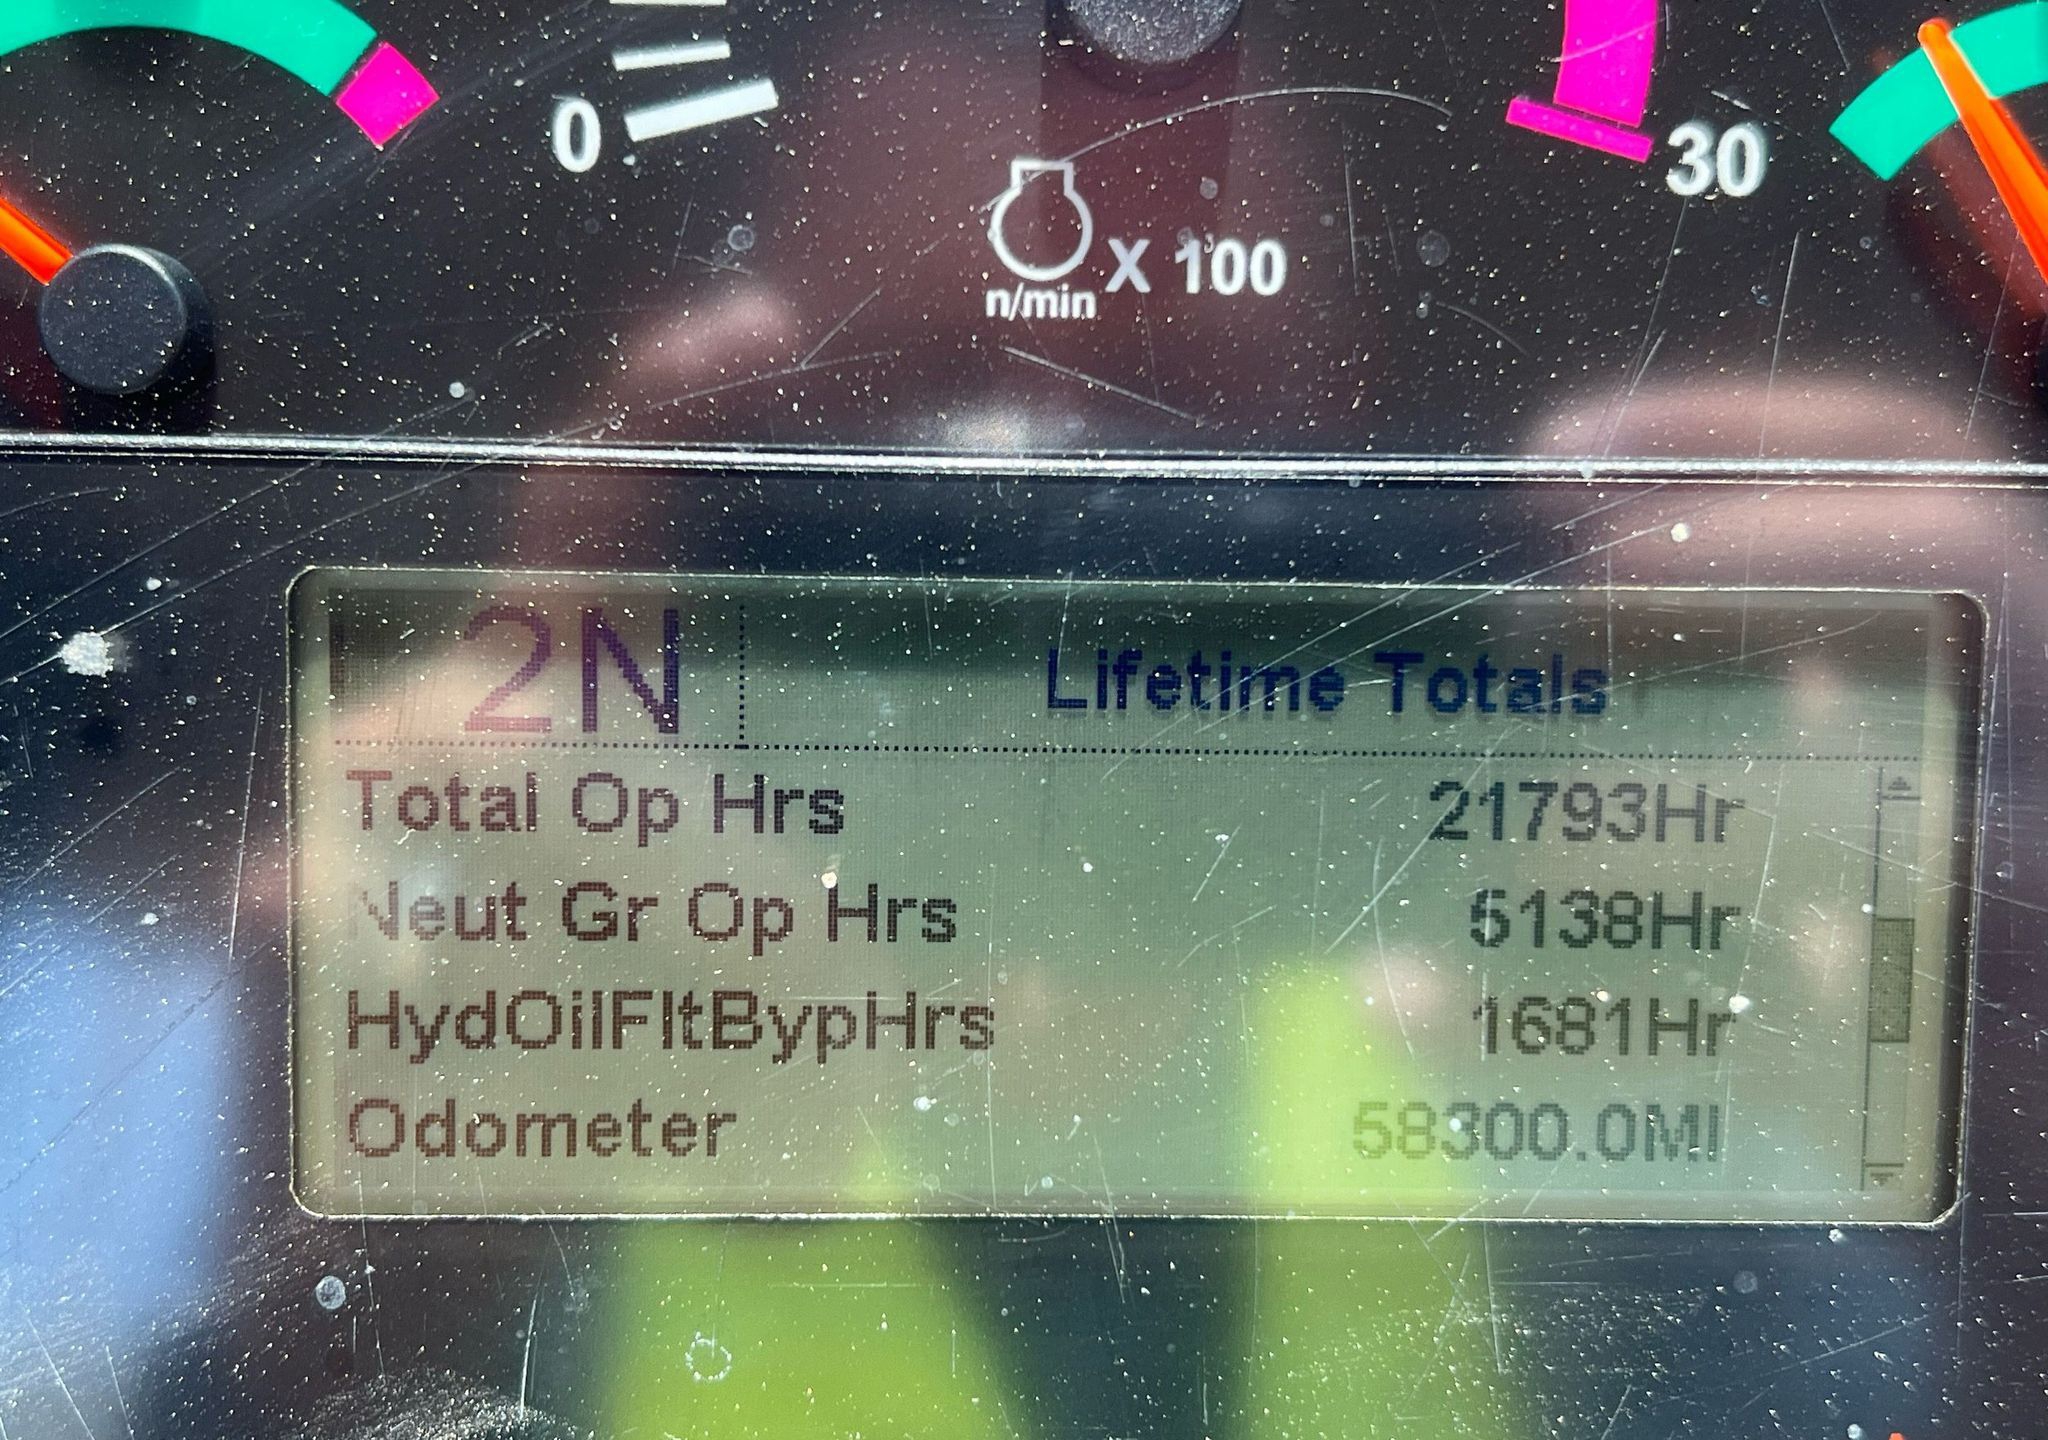 0
30
n/min X 100
2N Lifetime Totals
Total Op Hrs 21793Hr
Neut Gr Op Hrs 5138Hr
HydOilFltBypHrs 1681Hr
Odometer 58300.0MI